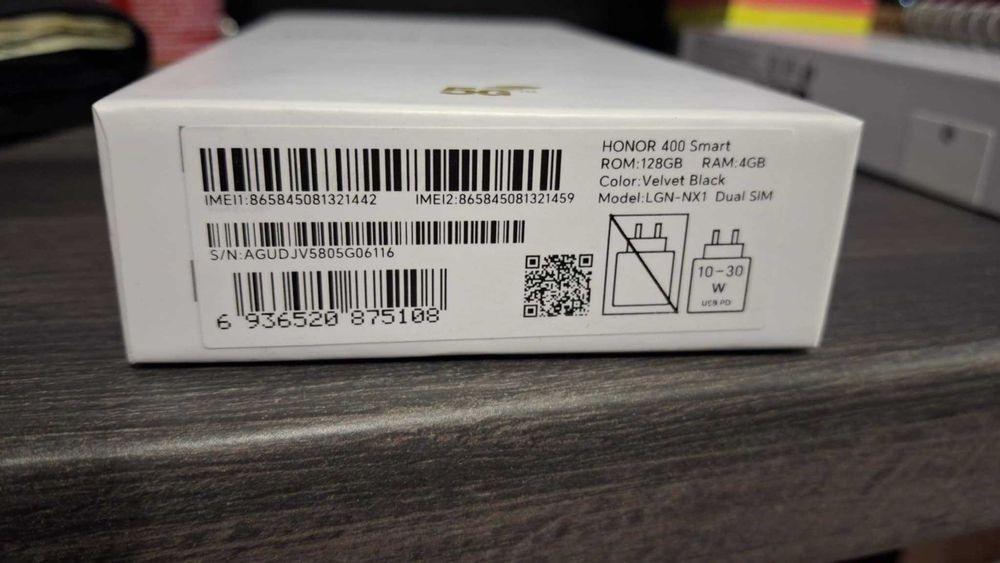 5G
IMEI1:865845081321442 IMEI2:865845081321459
S/N:AGUDJV5805G06116
6 936520 875108
HONOR 400 Smart
ROM:128GB RAM:4GB
Color:Velvet Black
Model:LGN-NX1 Dual SIM
10-30
W
USB PD